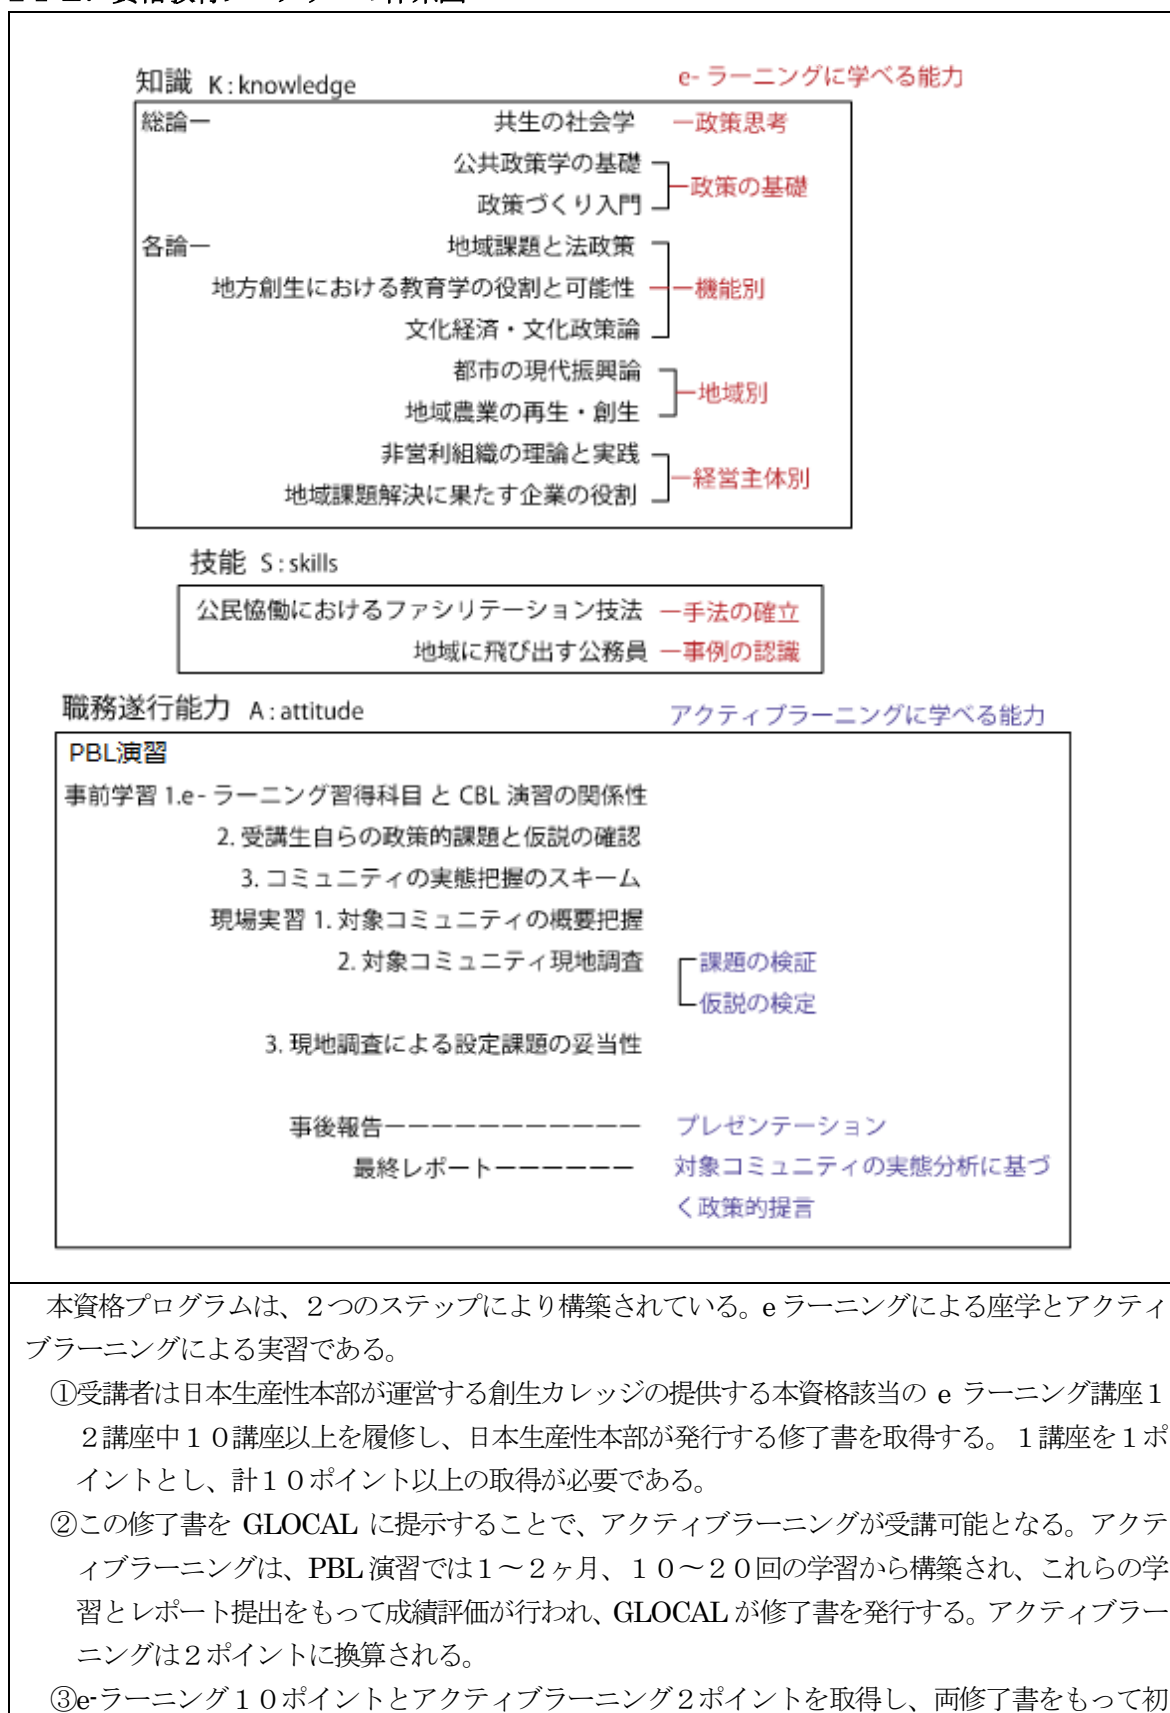 知識 K : knowledge
e- ラーニングに学べる能力
総論ー 共生の社会学 ー政策思考
公共政策学の基礎
ー政策の基礎
政策づくり入門
各論ー 地域課題と法政策
地方創生における教育学の役割と可能性 ー機能別
文化経済・文化政策論
都市の現代振興論
ー地域別
地域農業の再生・創生
非営利組織の理論と実践
ー経営主体別
地域課題解決に果たす企業の役割
技能 S : skills
公民協働におけるファシリテーション技法 ー手法の確立
地域に飛び出す公務員 ー事例の認識
職務遂行能力 A : attitude
アクティブラーニングに学べる能力
PBL演習
事前学習 1.e - ラーニング習得科目 と CBL 演習の関係性
2. 受講生自らの政策的課題と仮説の確認
3. コミュニティの実態把握のスキーム
現場実習 1. 対象コミュニティの概要把握
2. 対象コミュニティ現地調査 課題の検証
仮説の検定
3. 現地調査による設定課題の妥当性
事後報告ーーーーーーーーーーー プレゼンテーション
最終レポートーーーーーー 対象コミュニティの実態分析に基づ
く政策的提言
本資格プログラムは、２つのステップにより構築されている。e ラーニングによる座学とアクティ
ブラーニングによる実習である。
①受講者は日本生産性本部が運営する創生カレッジの提供する本資格該当の e ラーニング講座１
２講座中１０講座以上を履修し、日本生産性本部が発行する修了書を取得する。１講座を１ポ
イントとし、計１０ポイント以上の取得が必要である。
②この修了書を GLOCAL に提示することで、アクティブラーニングが受講可能となる。アクテ
ィブラーニングは、PBL 演習では１～２ヶ月、１０～２０回の学習から構築され、これらの学
習とレポート提出をもって成績評価が行われ、GLOCAL が修了書を発行する。アクティブラー
ニングは２ポイントに換算される。
③e-ラーニング１０ポイントとアクティブラーニング２ポイントを取得し、両修了書をもって初